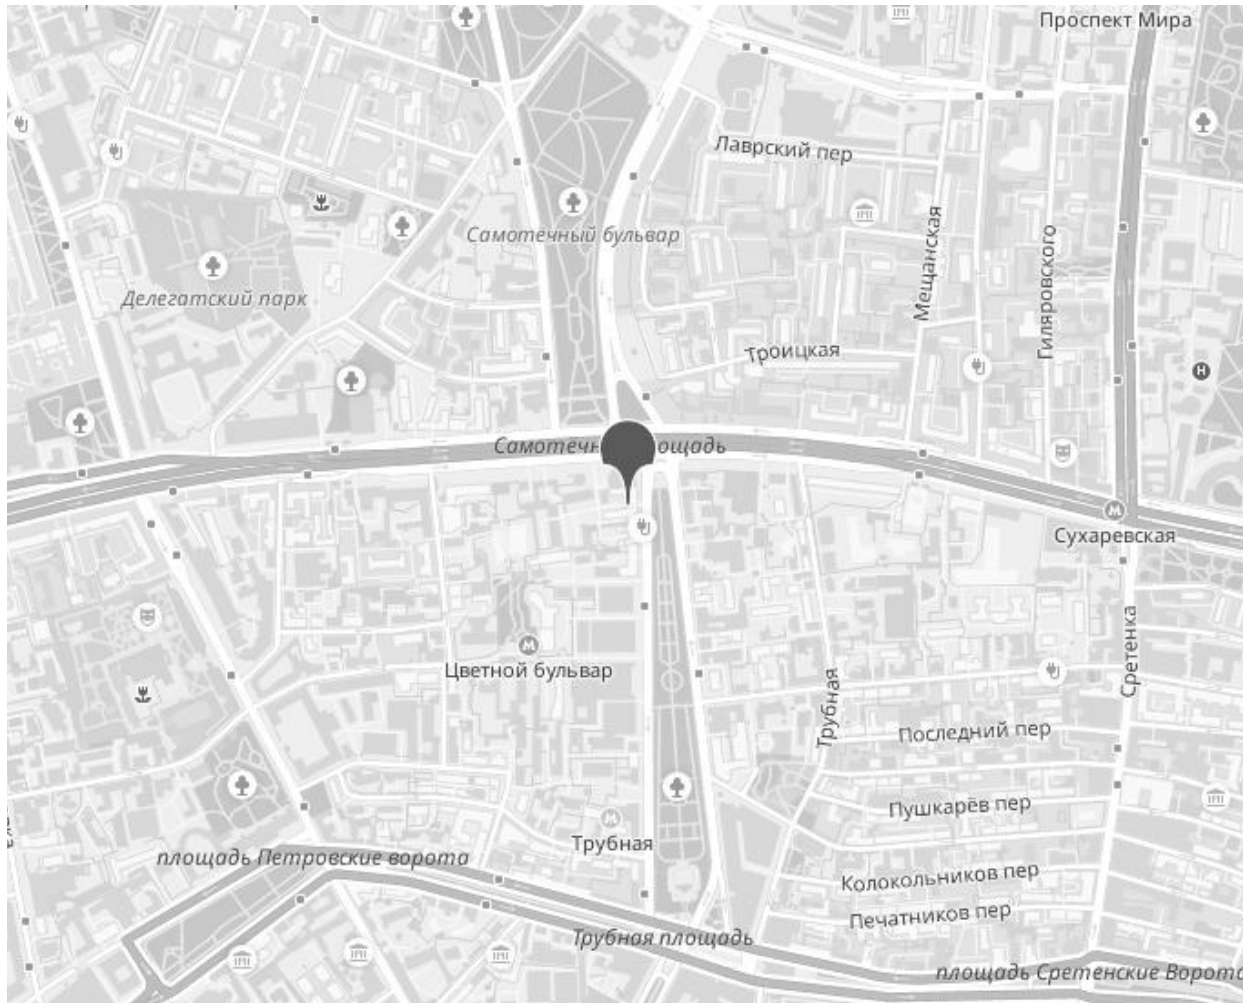 Проспект Мира
Лаврский пер
Самотечный бульвар
Мещанская
Гиляровского
Делегатский парк
Троицкая
Самотечн ощадь
Сухаревская
Цветной бульвар
Сретенка
Трубная
Последний пер
Пушкарёв пер
Трубная
площадь Петровские ворота
Колокольников пер
Печатников пер
Трубная площадь
площадь Сретенские Ворота